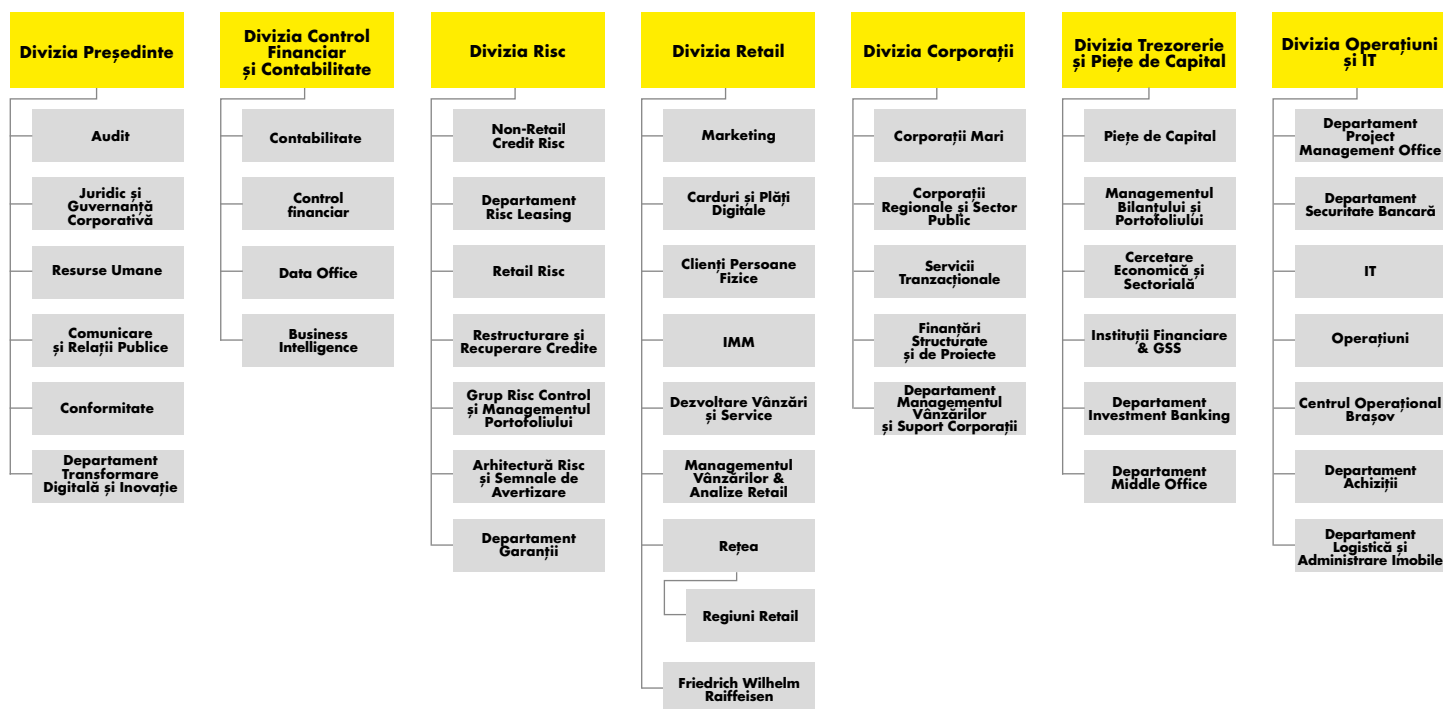 Divizia Președinte
Audit
Juridic și
Guvernanță
Corporativă
Resurse Umane
Comunicare
și Relații Publice
Conformitate
Departament
Transformare
Digitală și Inovație
Divizia Control
Financiar
și Contabilitate
Contabilitate
Control
financiar
Data Office
Business
Intelligence
Divizia Risc
Non-Retail
Credit Risc
Departament
Risc Leasing
Retail Risc
Restructurare și
Recuperare Credite
Grup Risc Control
și Managementul
Portofoliului
Arhitectură Risc
și Semnale de
Avertizare
Departament
Garanții
Divizia Retail
Marketing
Carduri și Plăți
Digitale
Clienți Persoane
Fizice
IMM
Dezvoltare Vânzări
și Service
Managementul
Vânzărilor &
Analize Retail
Rețea
Regiuni Retail
Friedrich Wilhelm
Raiffeisen
Divizia Corporații
Corporații Mari
Corporații
Regionale și Sector
Public
Servicii
Tranzacționale
Finanțări
Structurate
și de Proiecte
Departament
Managementul
Vânzărilor
și Suport Corporații
Divizia Trezorerie
și Piețe de Capital
Piețe de Capital
Managementul
Bilanțului și
Portofoliului
Cercetare
Economică și
Sectorială
Instituții Financiare
& GSS
Departament
Investment Banking
Departament
Middle Office
Divizia Operațiuni
și IT
Departament
Project
Management Office
Departament
Securitate Bancară
IT
Operațiuni
Centrul Operațional
Brașov
Departament
Achiziții
Departament
Logistică și
Administrare Imobile